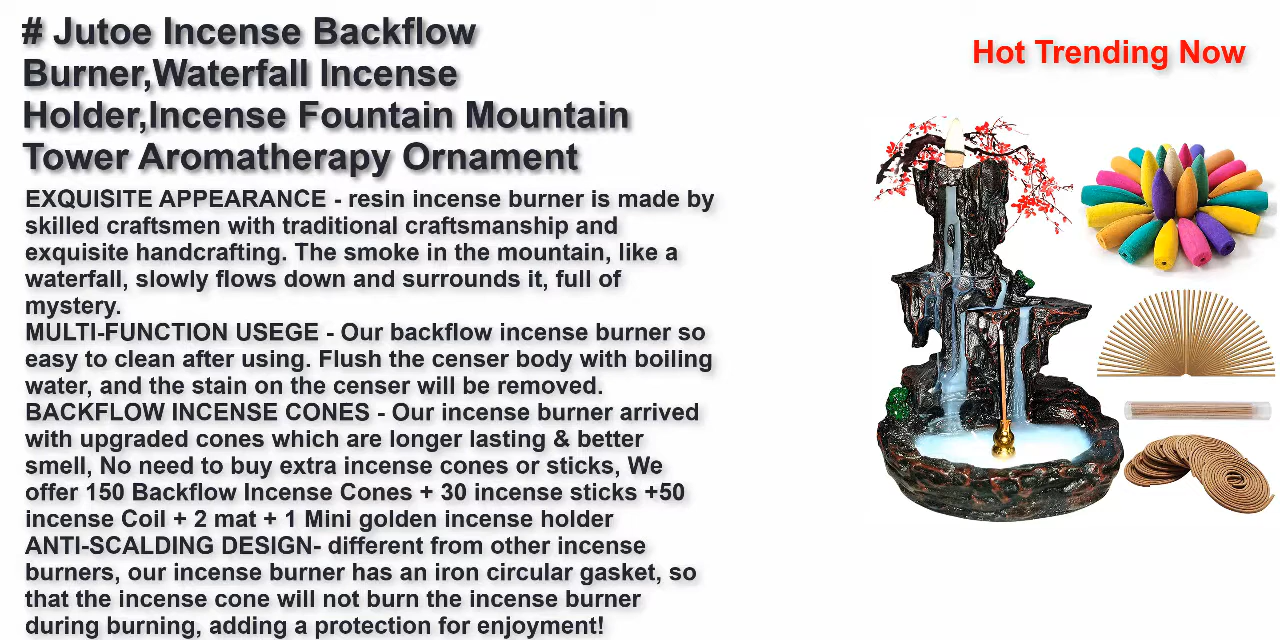 # Jutoe Incense Backflow
Burner,Waterfall Incense
Holder,Incense Fountain Mountain
Tower Aromatherapy Ornament
Hot Trending Now
EXQUISITE APPEARANCE - resin incense burner is made by
skilled craftsmen with traditional craftsmanship and
exquisite handcrafting. The smoke in the mountain, like a
waterfall, slowly flows down and surrounds it, full of
mystery.
MULTI-FUNCTION USEGE - Our backflow incense burner so
easy to clean after using. Flush the censer body with boiling
water, and the stain on the censer will be removed.
BACKFLOW INCENSE CONES - Our incense burner arrived
with upgraded cones which are longer lasting & better
smell, No need to buy extra incense cones or sticks, We
offer 150 Backflow Incense Cones + 30 incense sticks +50
incense Coil + 2 mat + 1 Mini golden incense holder
ANTI-SCALDING DESIGN- different from other incense
burners, our incense burner has an iron circular gasket, so
that the incense cone will not burn the incense burner
during burning, adding a protection for enjoyment!